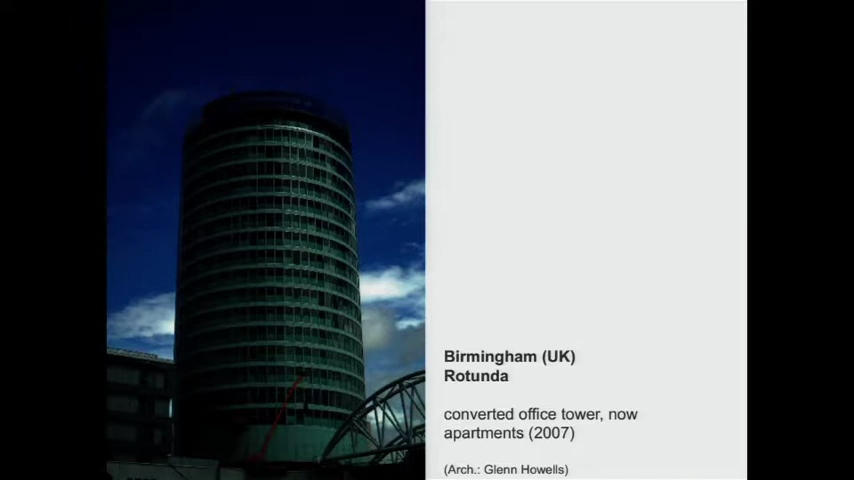 Birmingham (UK)
Rotunda
converted office tower, now
apartments (2007)
(Arch.: Glenn Howells)